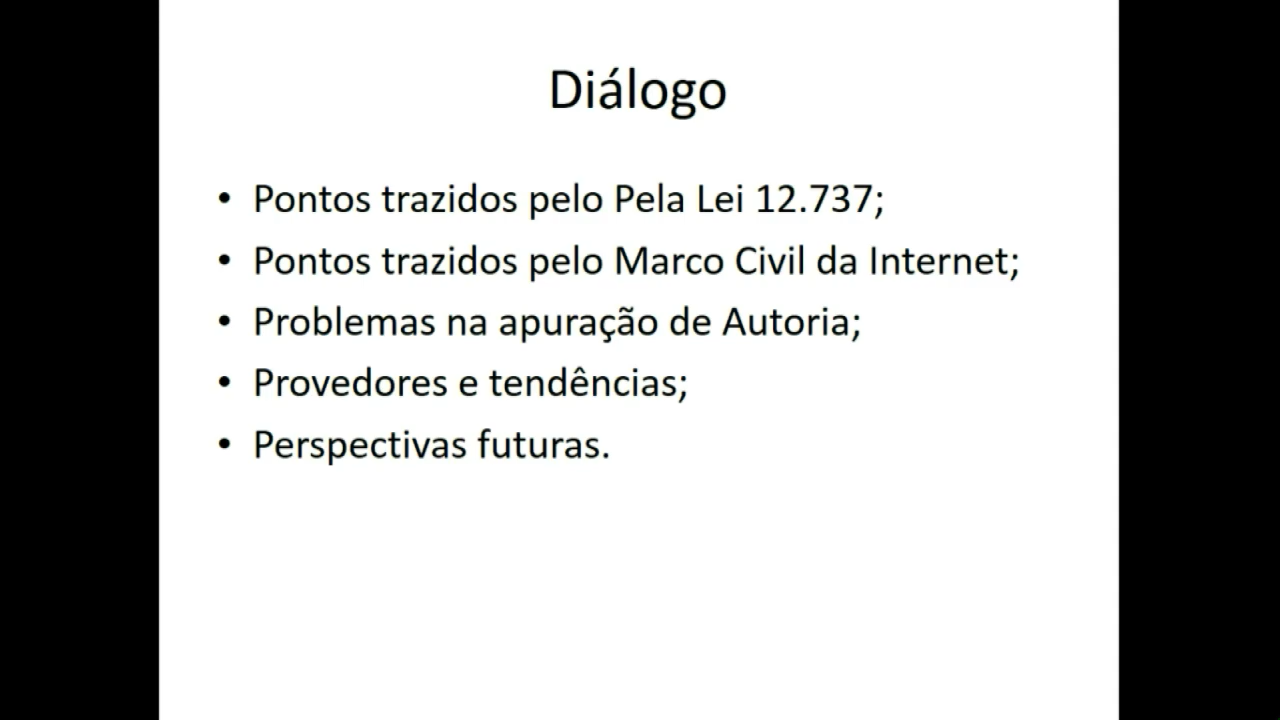 Diálogo
• Pontos trazidos pelo Pela Lei 12.737;
• Pontos trazidos pelo Marco Civil da Internet;
• Problemas na apuração de Autoria;
• Provedores e tendências;
• Perspectivas futuras.